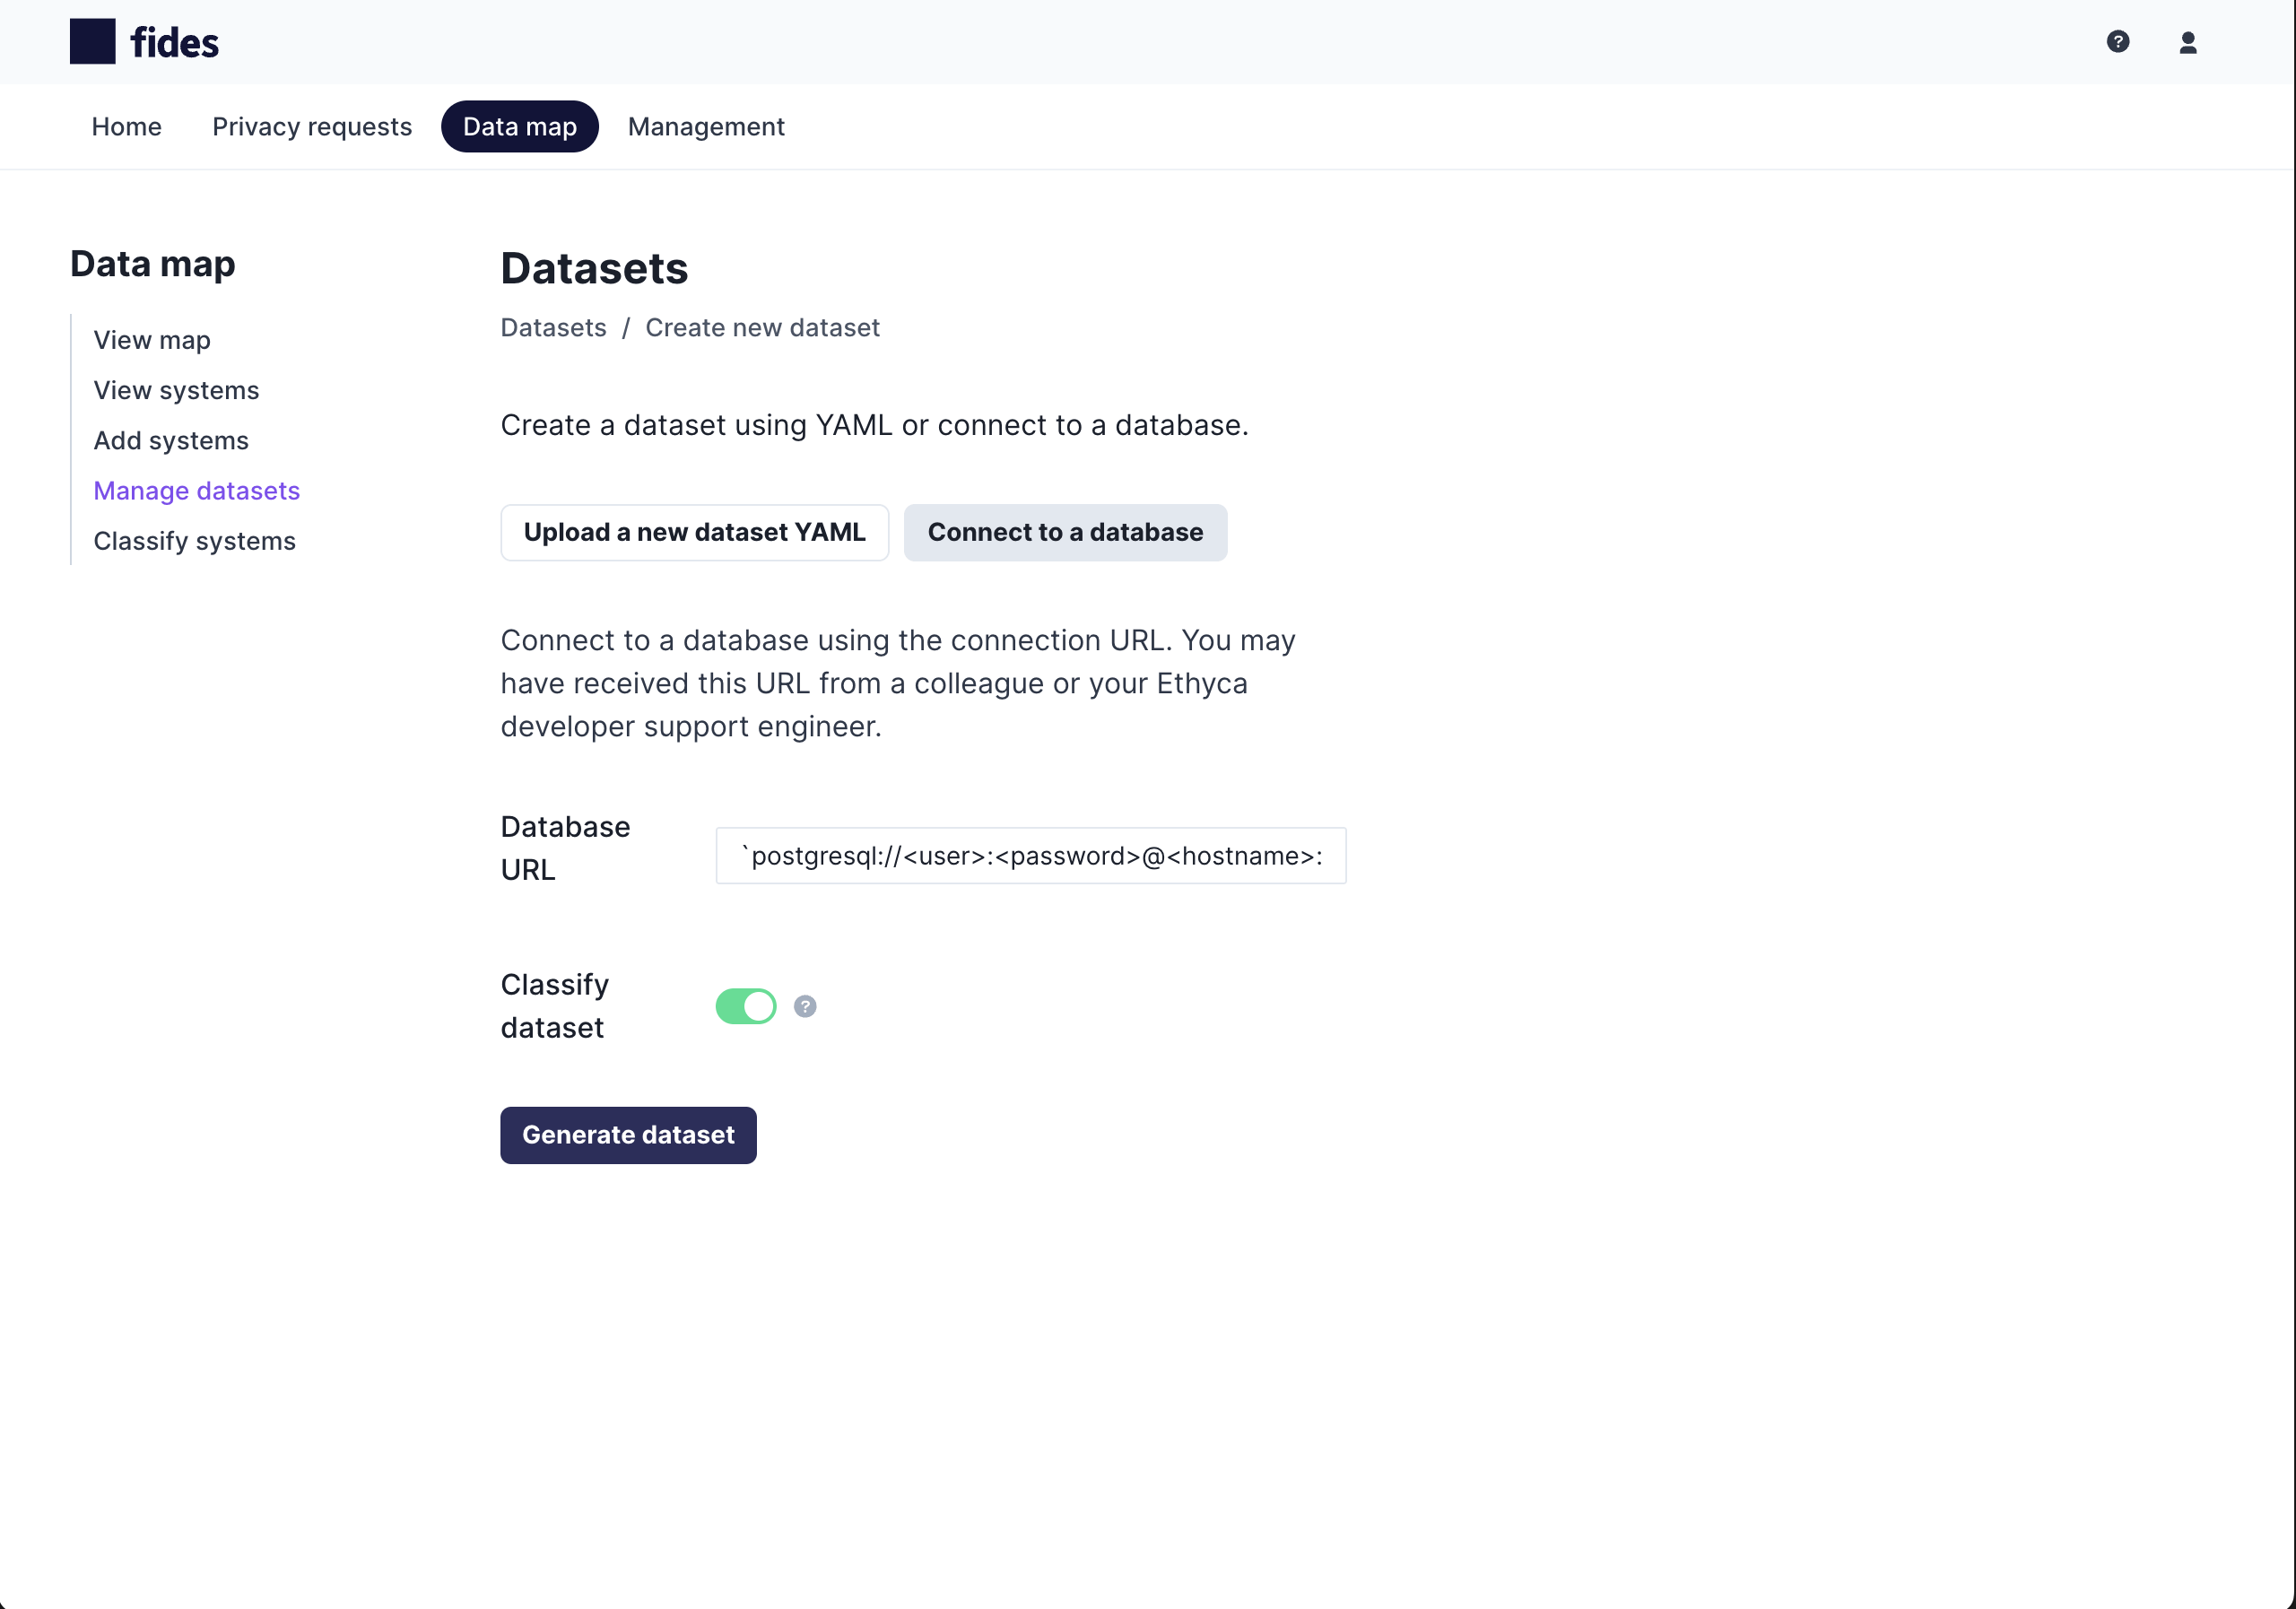 fides
Home Privacy requests Data map Management
Data map
View map
View systems
Add systems
Manage datasets
Classify systems
Datasets
Datasets / Create new dataset
Create a dataset using YAML or connect to a database.
Upload a new dataset YAML Connect to a database
Connect to a database using the connection URL. You may
have received this URL from a colleague or your Ethyca
developer support engineer.
Database
URL
`postgresql://<user>:<password>@<hostname>:
Classify
dataset
Generate dataset